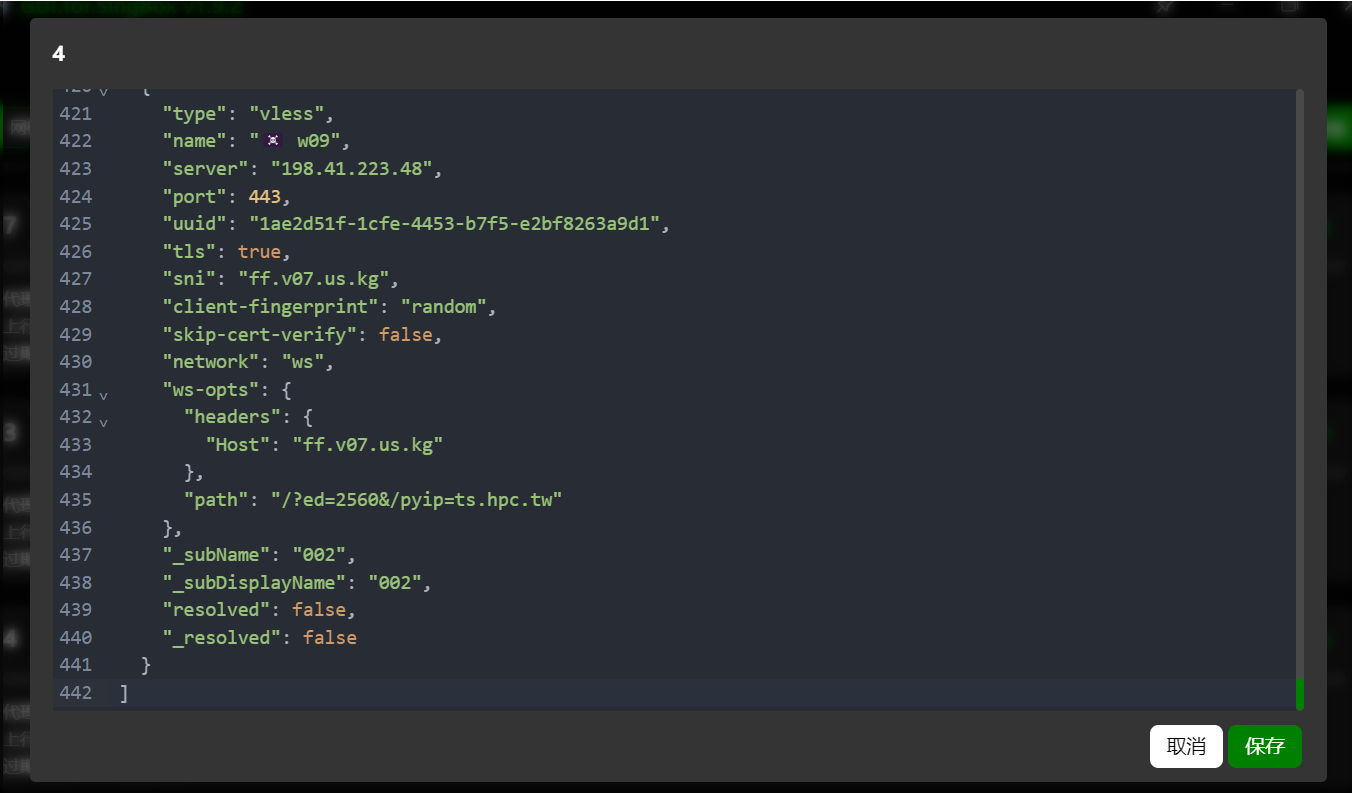 4
420 {
421 "type": "vless",
422 "name": "☠️ w09",
423 "server": "198.41.223.48",
424 "port": 443,
425 "uuid": "1ae2d51f-1cfe-4453-b7f5-e2bf8263a9d1",
426 "tls": true,
427 "sni": "ff.v07.us.kg",
428 "client-fingerprint": "random",
429 "skip-cert-verify": false,
430 "network": "ws",
431 "ws-opts": {
432 "headers": {
433 "Host": "ff.v07.us.kg"
434 },
435 "path": "/?ed=2560&/pyip=ts.hpc.tw"
436 },
437 "_subName": "002",
438 "_subDisplayName": "002",
439 "resolved": false,
440 "_resolved": false
441 }
442 ]
取消 保存